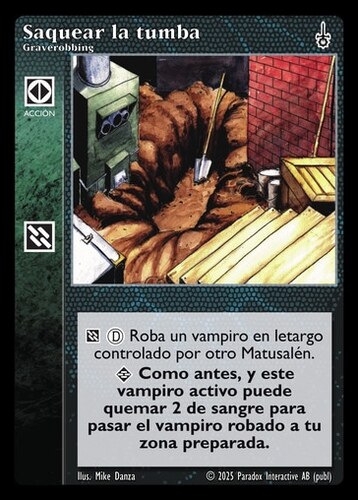 Saquear la tumba
Graverobbing
ACCIÓN
D Roba un vampiro en letargo
controlado por otro Matusalén.
Como antes, y este
vampiro activo puede
quemar 2 de sangre para
pasar el vampiro robado a tu
zona preparada.
Ilus. Mike Danza
© 2025 Paradox Interactive AB (publ)